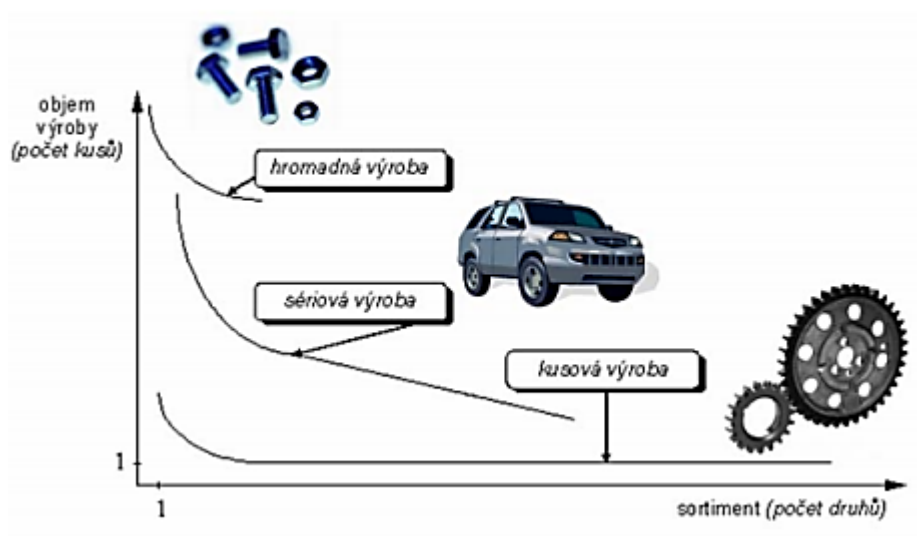 objem
výroby
(počet kusů)
hromadná výroba
sériová výroba
kusová výroba
1
1
sortiment (počet druhů)